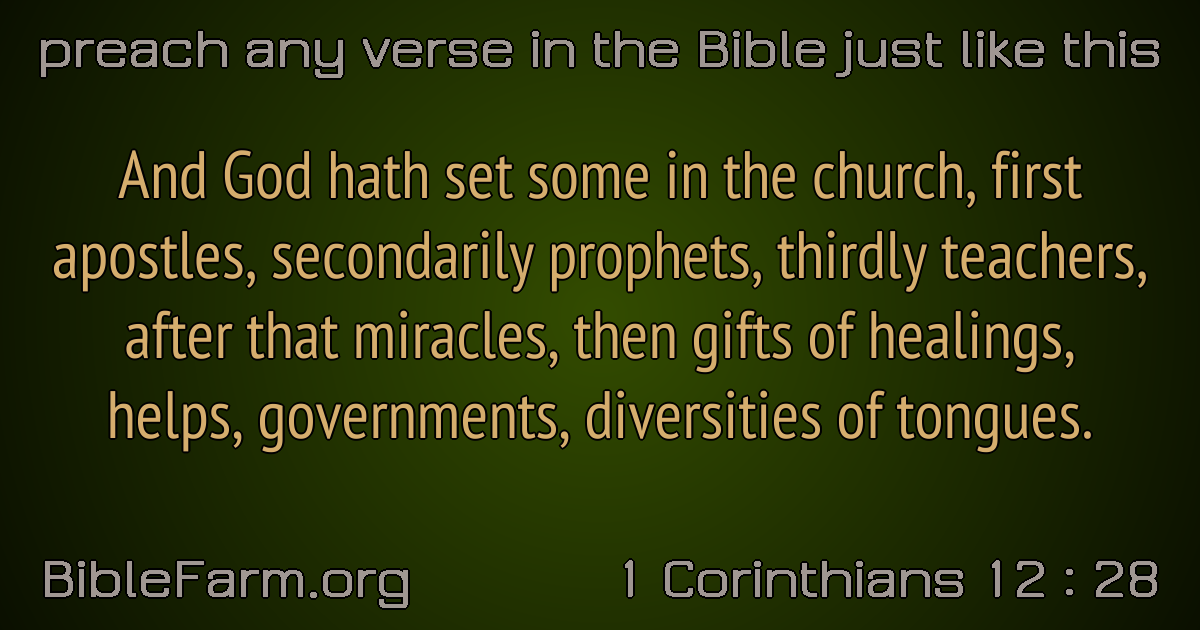 preach any verse in the Bible just like this
And God hath set some in the church, first
apostles, secondarily prophets, thirdly teachers,
after that miracles, then gifts of healings,
helps, governments, diversities of tongues.
BibleFarm.org
1 Corinthians 12 : 28